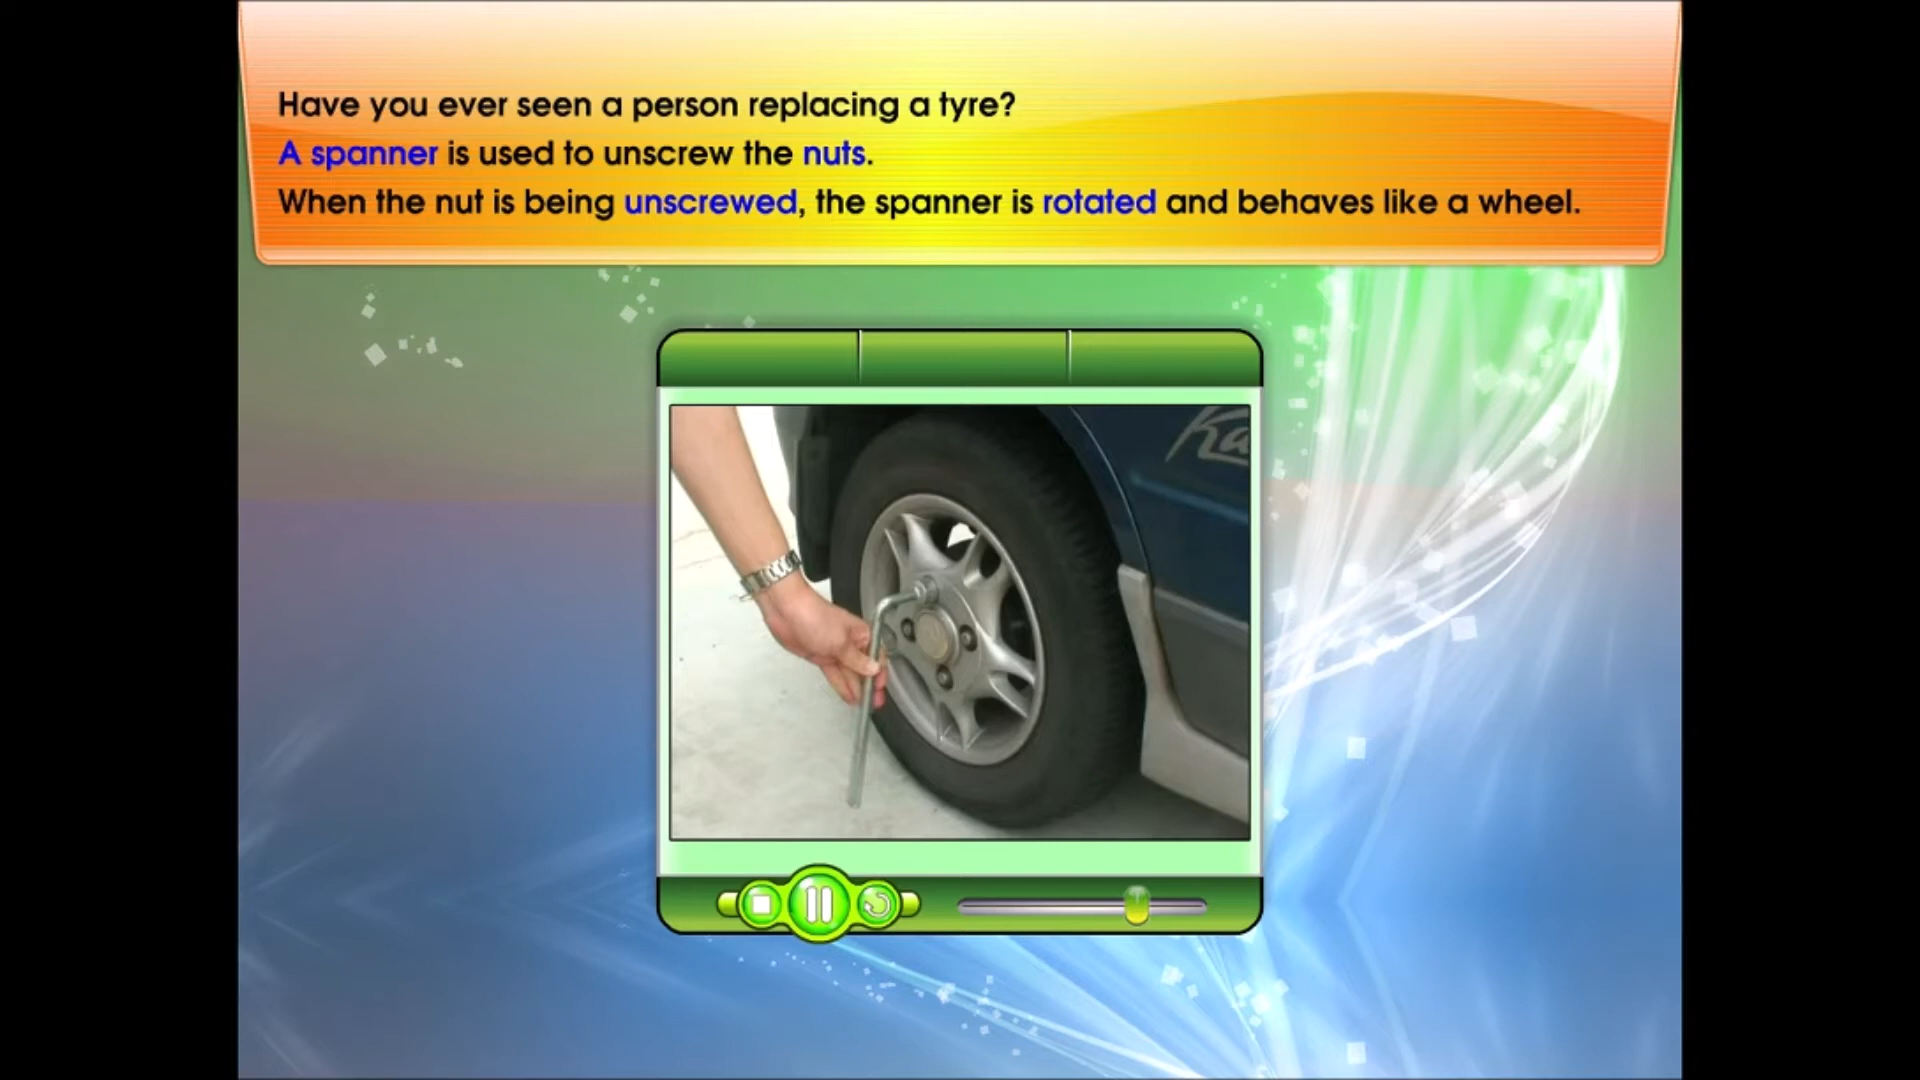 Have you ever seen a person replacing a tyre?
A spanner is used to unscrew the nuts.
When the nut is being unscrewed, the spanner is rotated and behaves like a wheel.
Ka